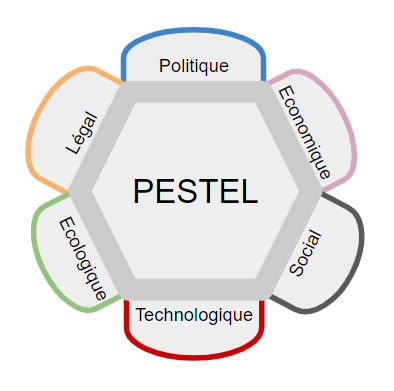 Politique
Economique
Social
Technologique
Ecologique
Légal
PESTEL